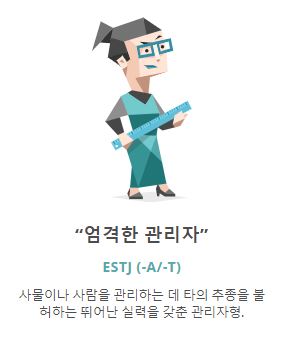 “엄격한 관리자”
ESTJ (-A/-T)
사물이나 사람을 관리하는 데 타의 추종을 불
허하는 뛰어난 실력을 갖춘 관리자형.